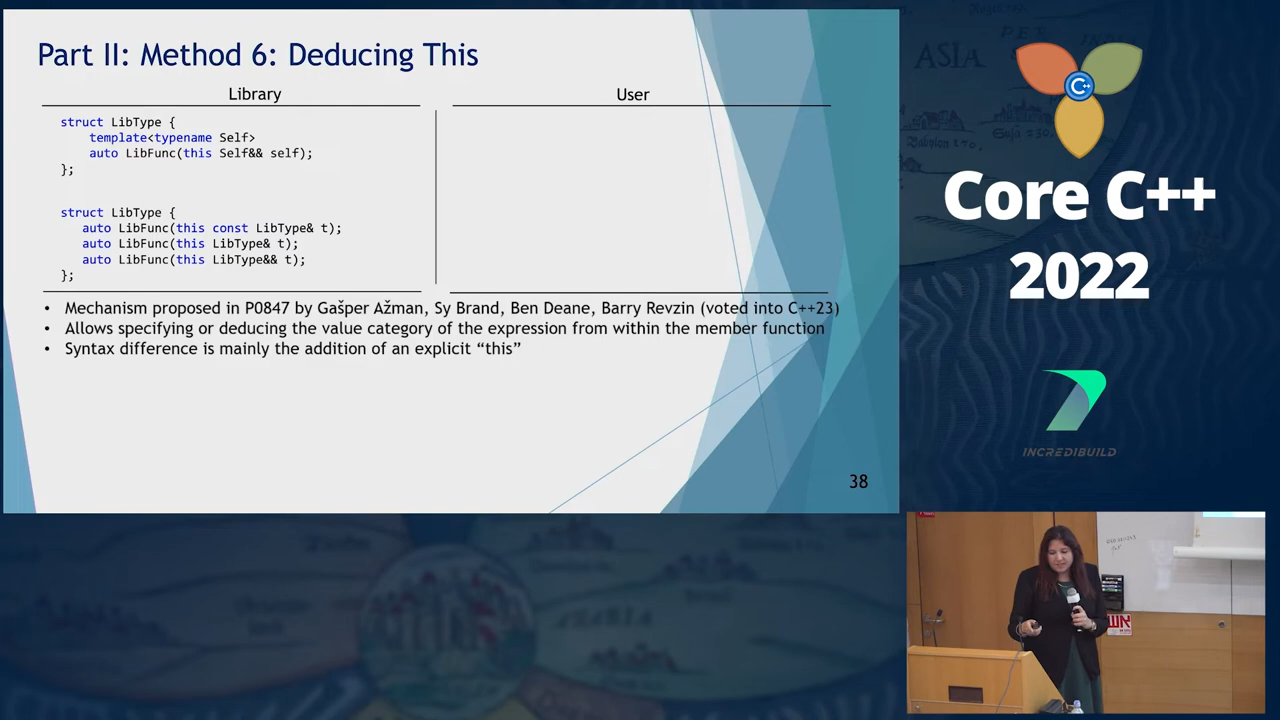 Part II: Method 6: Deducing This
Library
User
struct LibType {
template<typename Self>
auto LibFunc(this Self&& self);
};
struct LibType {
auto LibFunc(this const LibType& t);
auto LibFunc(this LibType& t);
auto LibFunc(this LibType&& t);
};
• Mechanism proposed in P0847 by Gašper Ažman, Sy Brand, Ben Deane, Barry Revzin (voted into C++23)
• Allows specifying or deducing the value category of the expression from within the member function
• Syntax difference is mainly the addition of an explicit “this”
38
ASIA
C++
Core C++
2022
INCREDIBUILD